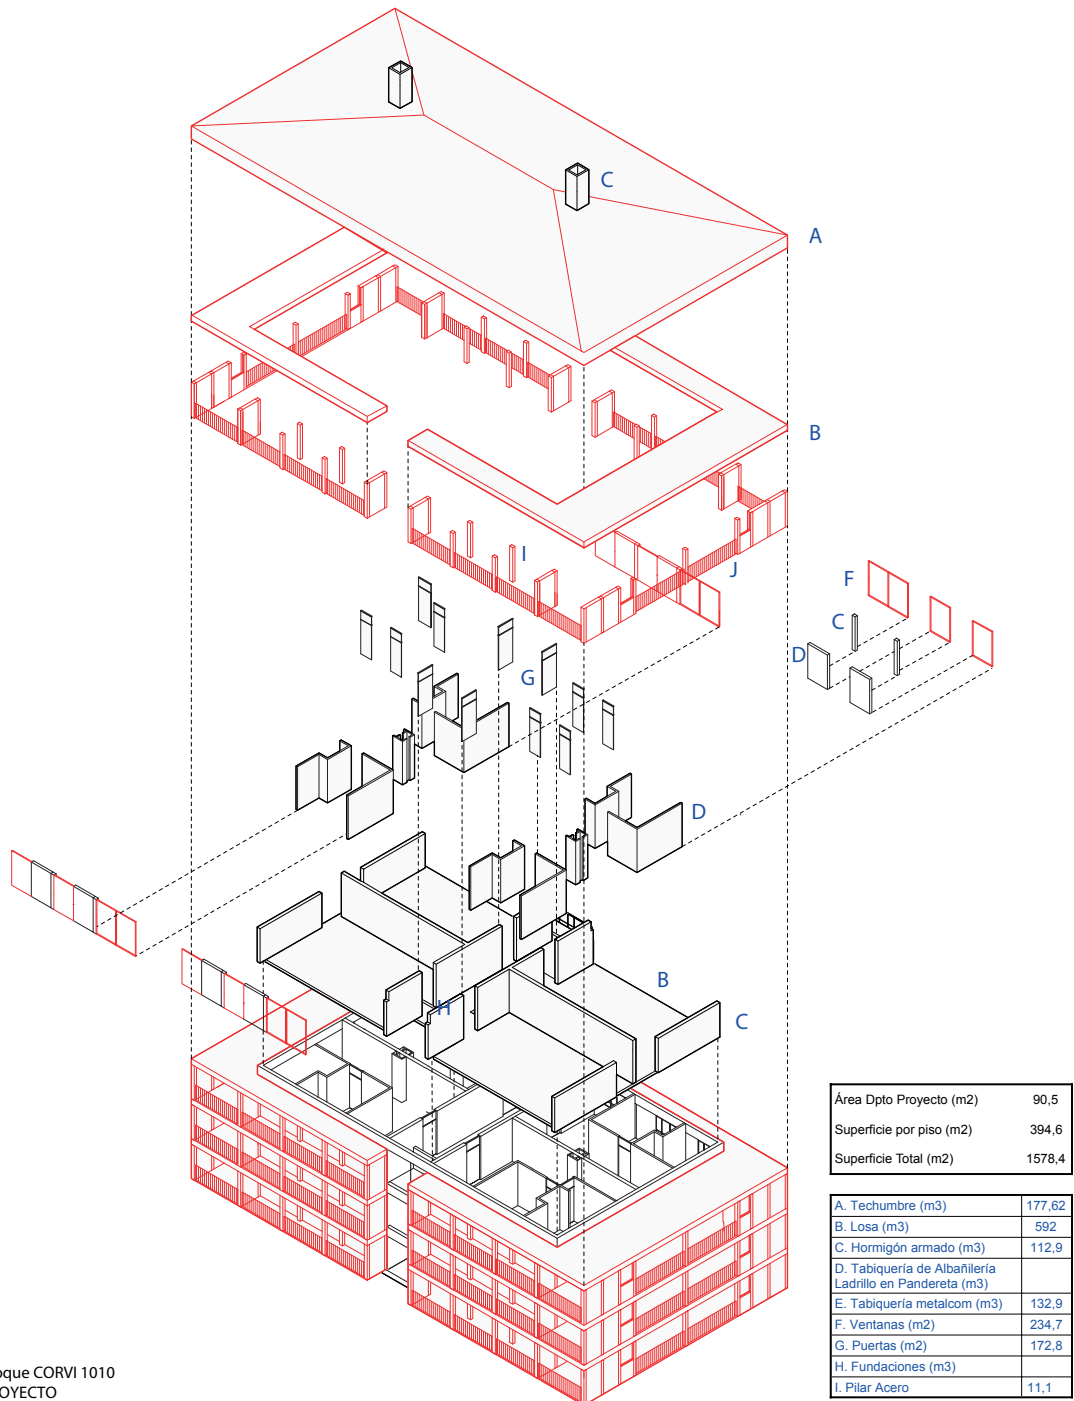 C
A
B
I
J
F
C
D
G
D
B
H
C
Área Dpto Proyecto (m2) 90,5
Superficie por piso (m2) 394,6
Superficie Total (m2) 1578,4
A. Techumbre (m3) 177,62
B. Losa (m3) 592
C. Hormigón armado (m3) 112,9
D. Tabiquería de Albañilería
Ladrillo en Pandereta (m3)
E. Tabiquería metalcom (m3) 132,9
F. Ventanas (m2) 234,7
G. Puertas (m2) 172,8
H. Fundaciones (m3)
I. Pilar Acero 11,1
CORVI 1010